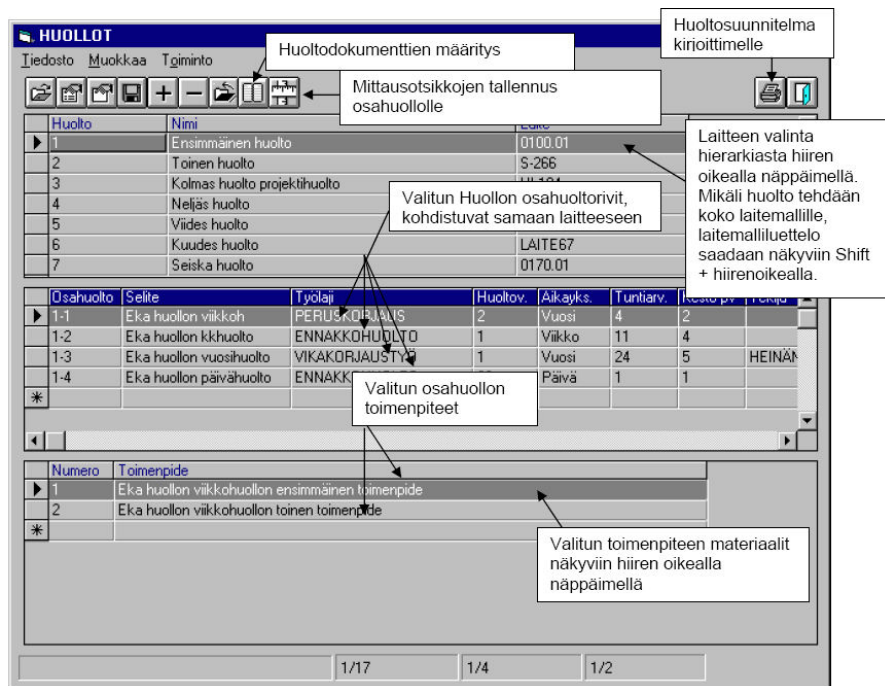 Huoltosuunnitelma
kirjoittimelle
HUOLLOT
Huoltodokumenttien määritys
Tiedosto Muokkaa Toiminto
Mittausotsikkojen tallennus
osahuollolle
Huolto Nimi
1 Ensimmäinen huolto 0100.01
2 Toinen huolto S-266
3 Kolmas huolto projektihuolto
4 Neljäs huolto
5 Viides huolto
6 Kuudes huolto LAITE67
7 Seiska huolto 0170.01
Laitteen valinta
hierarkiasta hiiren
oikealla näppäimellä.
Mikäli huolto tehdään
koko laitemallille,
laitemalliluettelo
saadaan näkyviin Shift
+ hiirenoikealla.
Valitun Huollon osahuoltorivit,
kohdistuvat samaan laitteeseen
Osahuolto Selite Työlaji Huoltov. Aikayks. Tuntiarv. Kesto pv
1-1 Eka huollon viikkoh PERUSKORJAUS 2 Vuosi 4 2
1-2 Eka huollon kkhuolto ENNAKKOHUOLTO 1 Viikko 11 4
1-3 Eka huollon vuosihuolto VIKAKORJAUSTYÖ 1 Vuosi 24 5 HEINÄN
1-4 Eka huollon päivähuolto Päivä 1 1
Valitun osahuollon
toimenpiteet
Numero Toimenpide
1 Eka huollon viikkohuollon ensimmäinen toimenpide
2 Eka huollon viikkohuollon toinen toimenpide
Valitun toimenpiteen materiaalit
näkyviin hiiren oikealla
näppäimellä
1/17 1/4 1/2